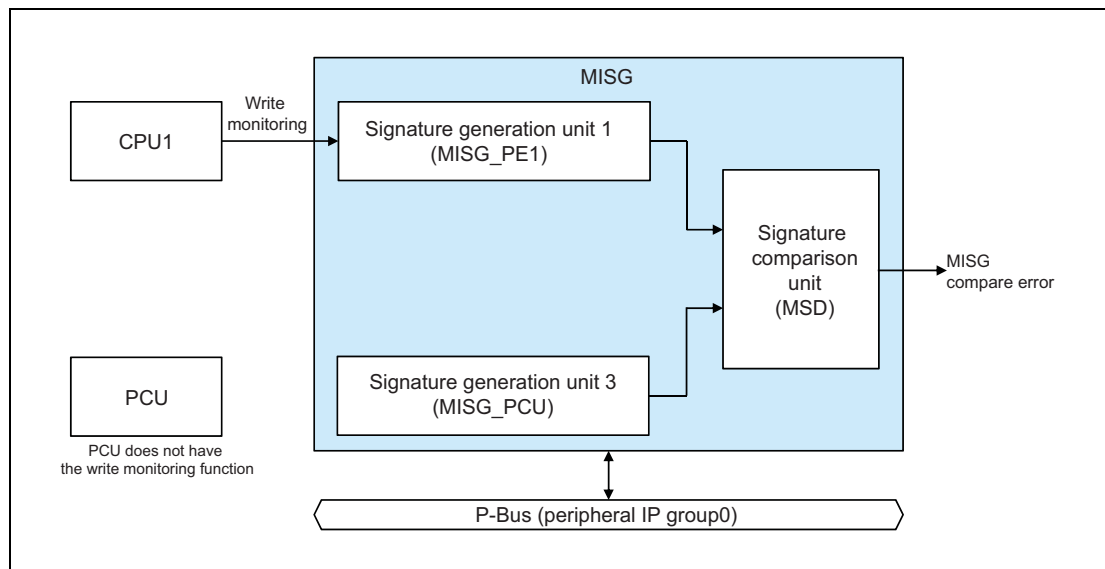 MISG
CPU1
Write
monitoring
Signature generation unit 1
(MISG_PE1)
Signature
comparison
unit
(MSD)
MISG
compare error
PCU
PCU does not have
the write monitoring function
Signature generation unit 3
(MISG_PCU)
P-Bus (peripheral IP group0)